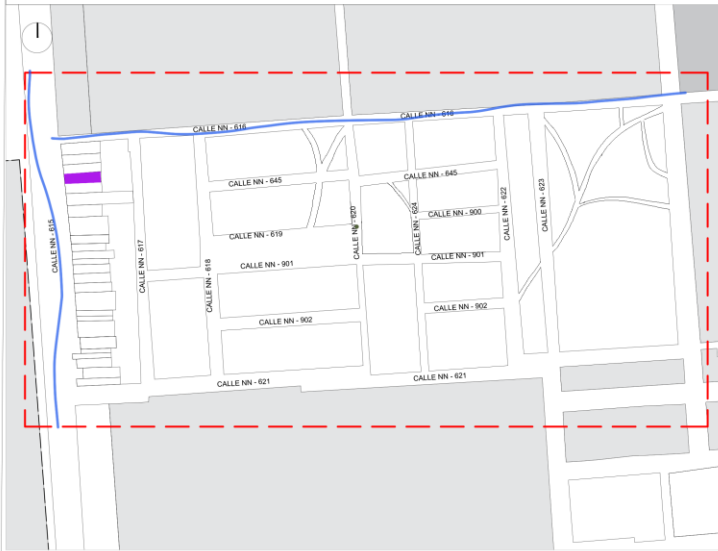 CALLE NN - 616
CALLE NN - 616
CALLE NN - 645
CALLE NN - 645
CALLE NN - 900
CALLE NN - 615
CALLE NN - 617
CALLE NN - 618
CALLE NN - 619
CALLE NN - 620
CALLE NN - 624
CALLE NN - 622
CALLE NN - 623
CALLE NN - 901
CALLE NN - 901
CALLE NN - 902
CALLE NN - 902
CALLE NN - 621
CALLE NN - 621